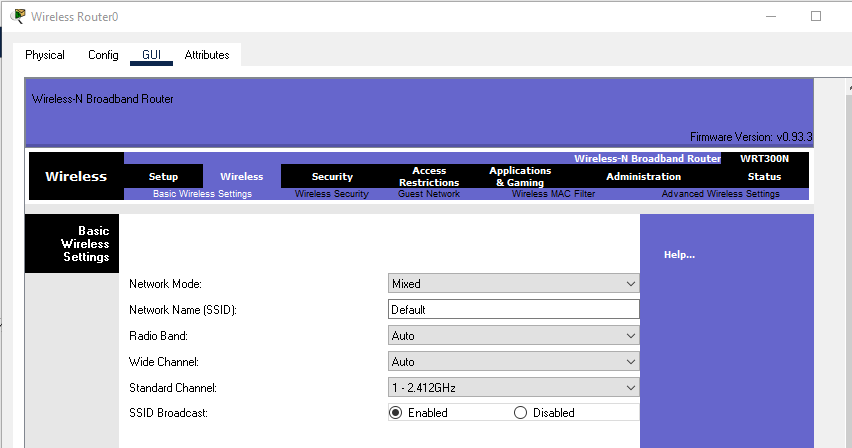 Wireless Router0
Physical Config GUI Attributes
Wireless-N Broadband Router
Firmware Version: v0.93.3
Wireless-N Broadband Router WRT300N
Wireless
Setup Wireless Security Access Restrictions Applications & Gaming Administration Status
Basic Wireless Settings Wireless Security Guest Network Wireless MAC Filter Advanced Wireless Settings
Basic
Wireless
Settings
Help...
Network Mode: Mixed
Network Name (SSID): Default
Radio Band: Auto
Wide Channel: Auto
Standard Channel: 1 - 2.412GHz
SSID Broadcast: Enabled Disabled